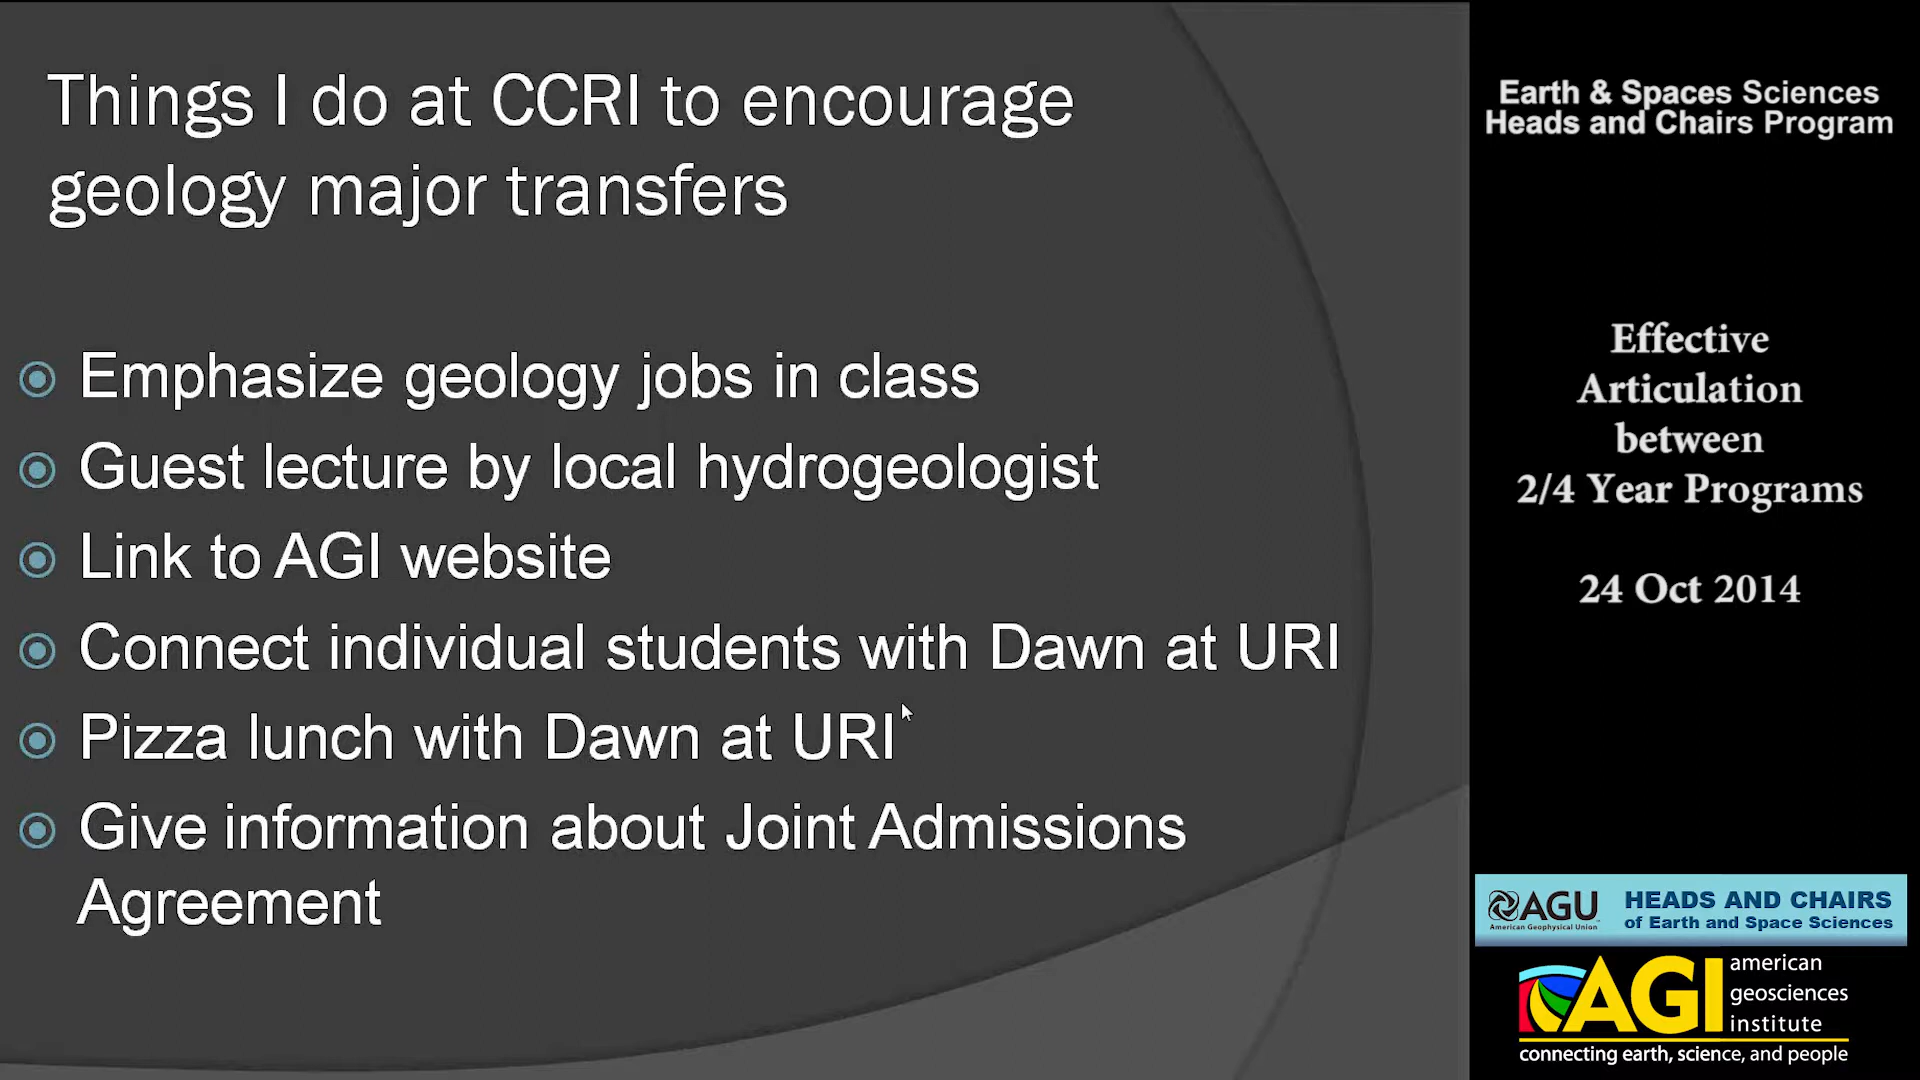 Things I do at CCRI to encourage
geology major transfers
Emphasize geology jobs in class
Guest lecture by local hydrogeologist
Link to AGI website
Connect individual students with Dawn at URI
Pizza lunch with Dawn at URI
Give information about Joint Admissions
Agreement
Earth & Spaces Sciences
Heads and Chairs Program
Effective
Articulation
between
2/4 Year Programs
24 Oct 2014
AGU
American Geophysical Union
HEADS AND CHAIRS
of Earth and Space Sciences
AGI
american
geosciences
institute
connecting earth, science, and people